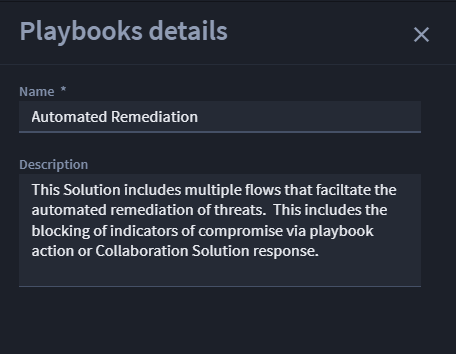 Playbooks details
Name *
Automated Remediation
Description
This Solution includes multiple flows that faciltate the
automated remediation of threats.  This includes the
blocking of indicators of compromise via playbook
action or Collaboration Solution response.